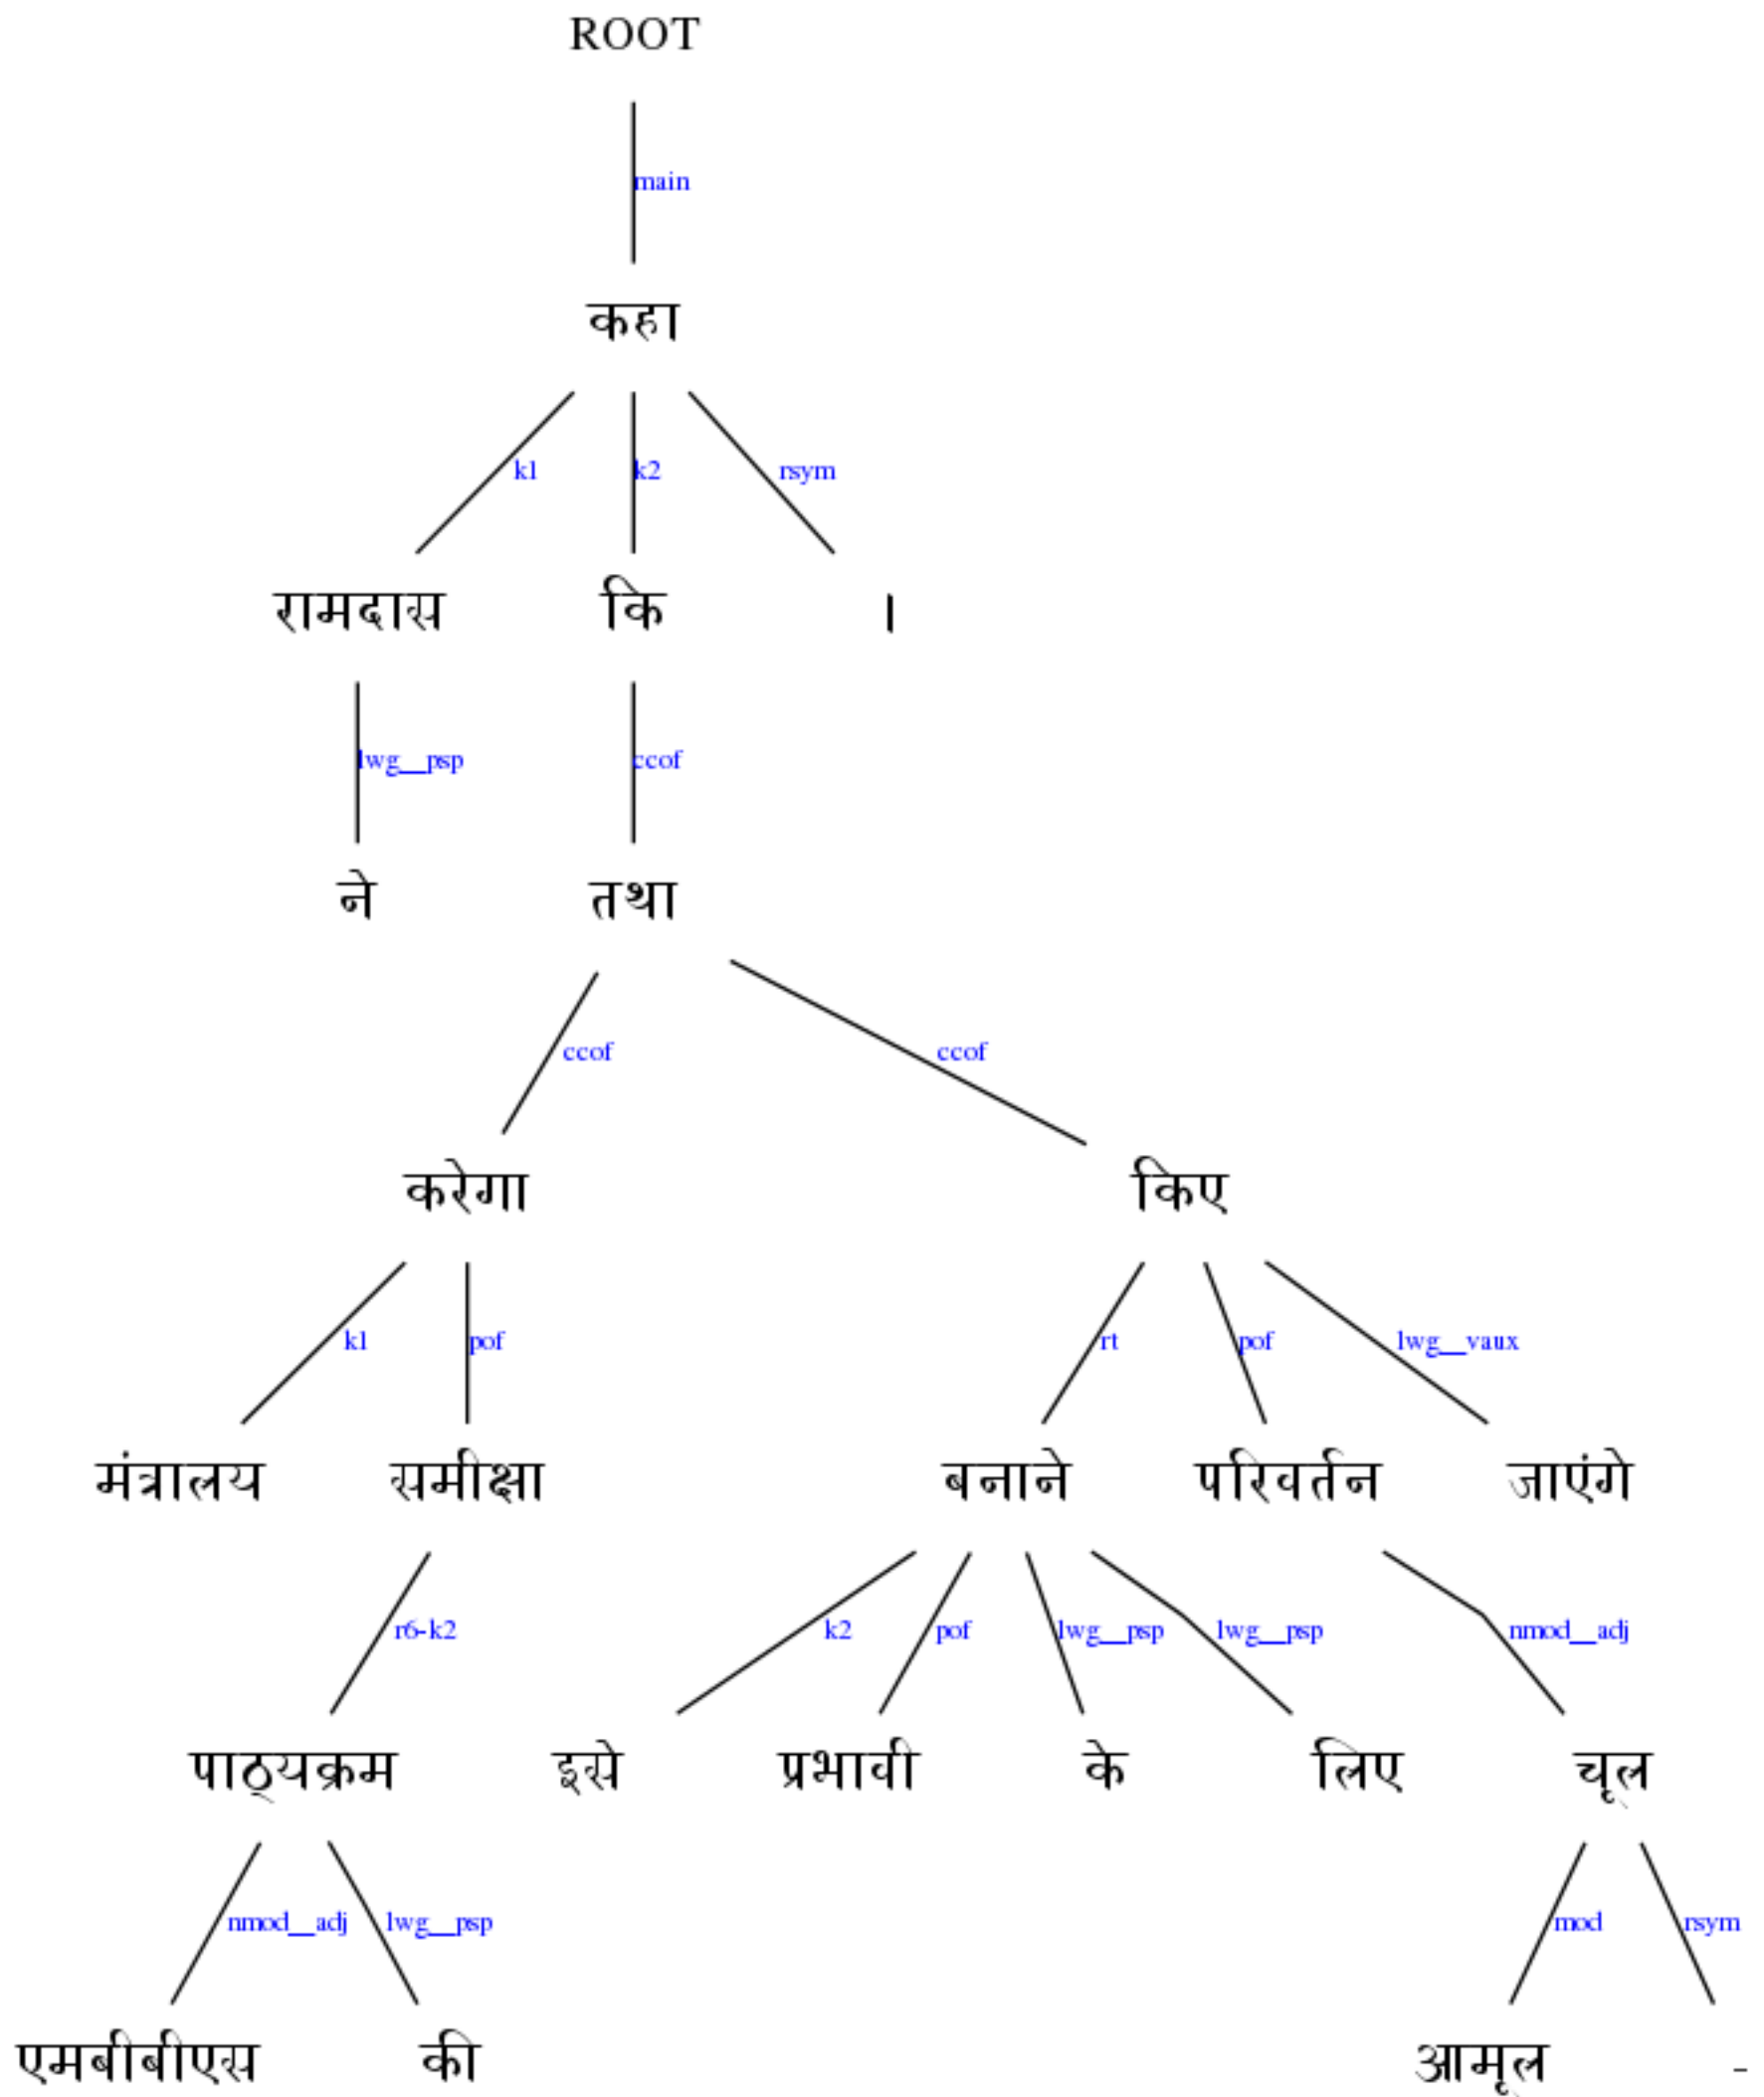 ROOT
main
कहा
k1 k2 rsym
रामदास कि ।
lwg__psp ccof
ने तथा
ccof ccof
करेगा किए
k1 pof rt pof lwg__vaux
मंत्रालय समीक्षा बनाने परिवर्तन जाएंगे
r6-k2 k2 pof lwg__psp lwg__psp nmod__adj
पाठ्यक्रम इसे प्रभावी के लिए चूल
nmod__adj lwg__psp mod rsym
एमबीबीएस की आमूल -